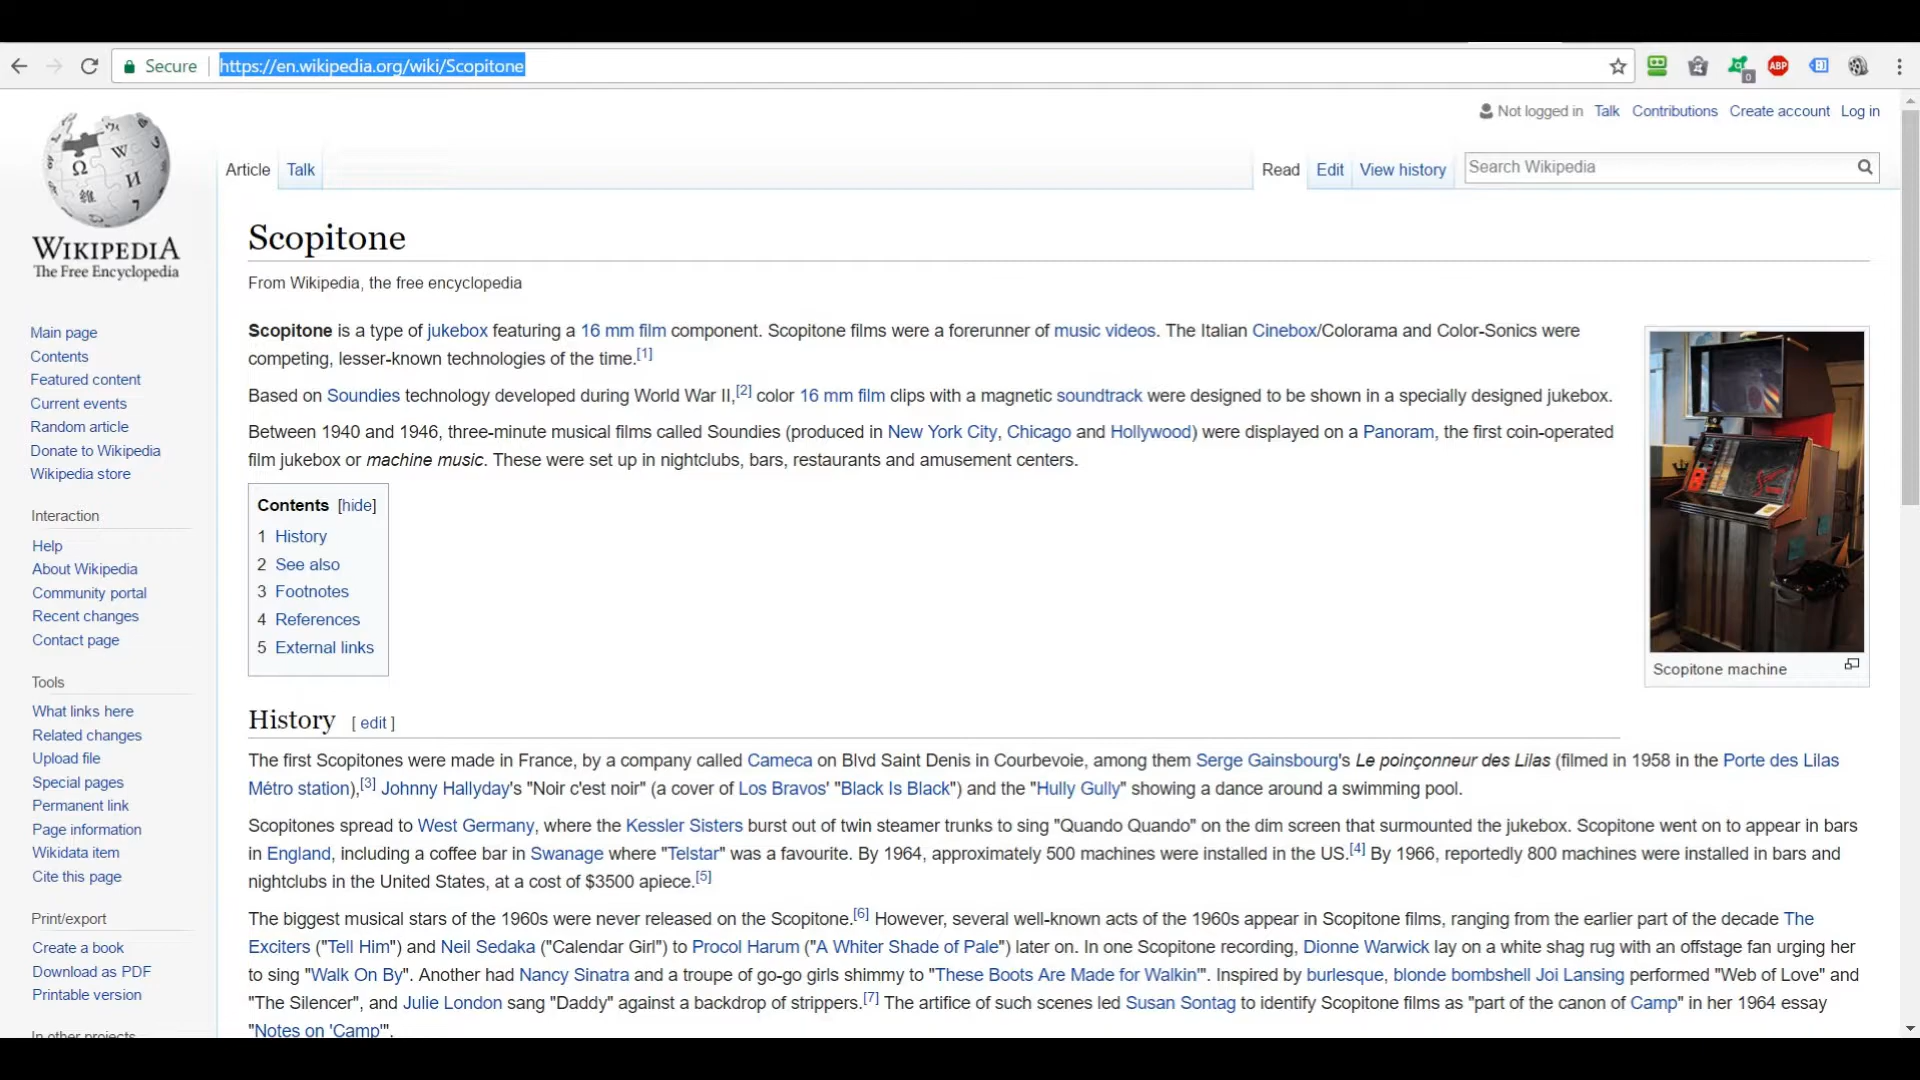 Secure
https://en.wikipedia.org/wiki/Scopitone
0
ABP
Not logged in Talk Contributions Create account Log in
WIKIPEDIA
The Free Encyclopedia
Article Talk
Read Edit View history
Search Wikipedia
Main page
Contents
Featured content
Current events
Random article
Donate to Wikipedia
Wikipedia store
Interaction
Help
About Wikipedia
Community portal
Recent changes
Contact page
Tools
What links here
Related changes
Upload file
Special pages
Permanent link
Page information
Wikidata item
Cite this page
Print/export
Create a book
Download as PDF
Printable version
In other projects
Scopitone
From Wikipedia, the free encyclopedia
Scopitone is a type of jukebox featuring a 16 mm film component. Scopitone films were a forerunner of music videos. The Italian Cinebox/Colorama and Color-Sonics were
competing, lesser-known technologies of the time.[1]
Based on Soundies technology developed during World War II,[2] color 16 mm film clips with a magnetic soundtrack were designed to be shown in a specially designed jukebox.
Between 1940 and 1946, three-minute musical films called Soundies (produced in New York City, Chicago and Hollywood) were displayed on a Panoram, the first coin-operated
film jukebox or machine music. These were set up in nightclubs, bars, restaurants and amusement centers.
Scopitone machine
Contents [hide]
1 History
2 See also
3 Footnotes
4 References
5 External links
History [ edit ]
The first Scopitones were made in France, by a company called Cameca on Blvd Saint Denis in Courbevoie, among them Serge Gainsbourg's Le poinçonneur des Lilas (filmed in 1958 in the Porte des Lilas
Métro station),[3] Johnny Hallyday's "Noir c'est noir" (a cover of Los Bravos' "Black Is Black") and the "Hully Gully" showing a dance around a swimming pool.
Scopitones spread to West Germany, where the Kessler Sisters burst out of twin steamer trunks to sing "Quando Quando" on the dim screen that surmounted the jukebox. Scopitone went on to appear in bars
in England, including a coffee bar in Swanage where "Telstar" was a favourite. By 1964, approximately 500 machines were installed in the US.[4] By 1966, reportedly 800 machines were installed in bars and
nightclubs in the United States, at a cost of $3500 apiece.[5]
The biggest musical stars of the 1960s were never released on the Scopitone.[6] However, several well-known acts of the 1960s appear in Scopitone films, ranging from the earlier part of the decade The
Exciters ("Tell Him") and Neil Sedaka ("Calendar Girl") to Procol Harum ("A Whiter Shade of Pale") later on. In one Scopitone recording, Dionne Warwick lay on a white shag rug with an offstage fan urging her
to sing "Walk On By". Another had Nancy Sinatra and a troupe of go-go girls shimmy to "These Boots Are Made for Walkin'". Inspired by burlesque, blonde bombshell Joi Lansing performed "Web of Love" and
"The Silencer", and Julie London sang "Daddy" against a backdrop of strippers.[7] The artifice of such scenes led Susan Sontag to identify Scopitone films as "part of the canon of Camp" in her 1964 essay
"Notes on 'Camp'".